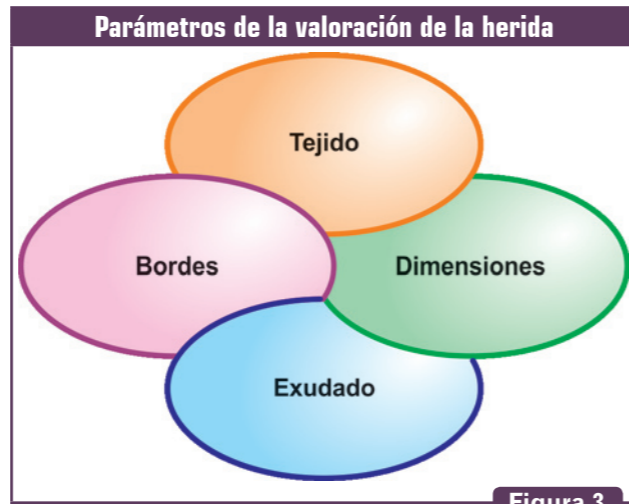 Parámetros de la valoración de la herida
Tejido
Bordes
Dimensiones
Exudado
Figura 3